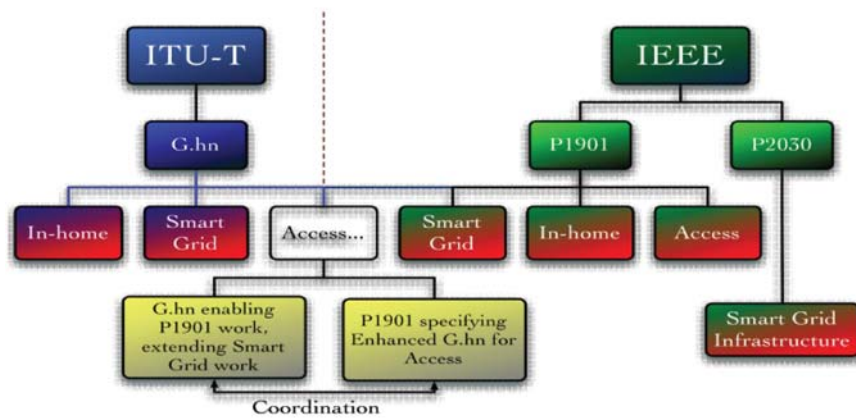 ITU-T
IEEE
G.hn
P1901
P2030
In-home
Smart
Grid
Access...
Smart
Grid
In-home
Access
G.hn enabling
P1901 work,
extending Smart
Grid work
P1901 specifying
Enhanced G.hn for
Access
Smart Grid
Infrastructure
Coordination